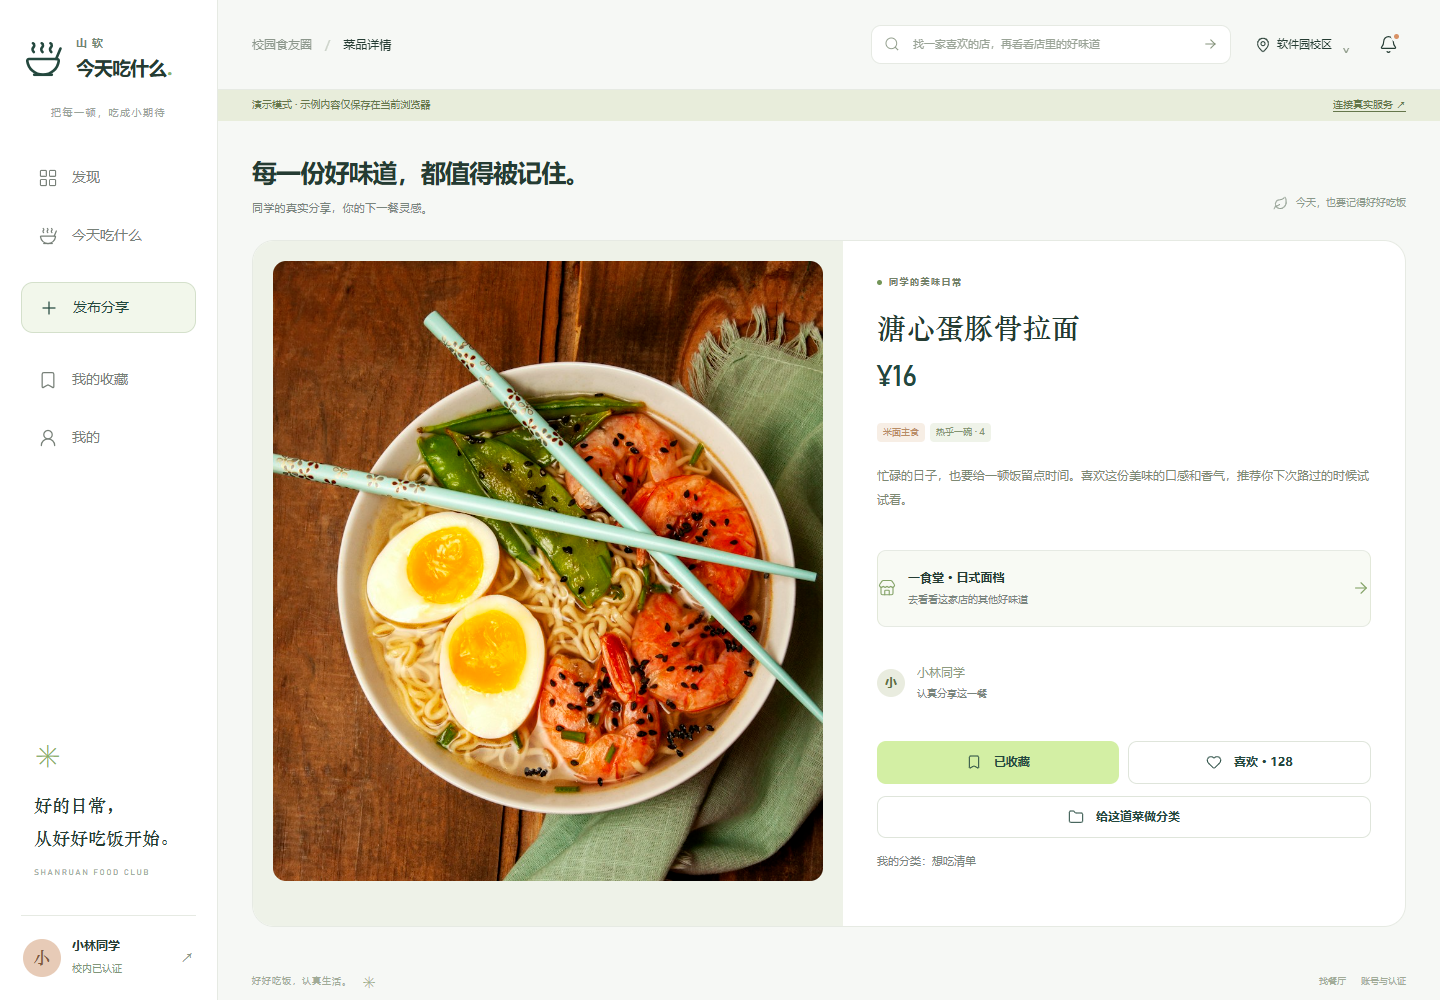 山 软
今天吃什么.
把每一顿，吃成小期待
发现
今天吃什么
发布分享
我的收藏
我的
好的日常，
从好好吃饭开始。
SHANRUAN FOOD CLUB
小
小林同学
校内已认证
↗
校园食友圈 / 菜品详情
找一家喜欢的店，再看看店里的好味道
软件园校区
演示模式 · 示例内容仅保存在当前浏览器
连接真实服务 ↗
每一份好味道，都值得被记住。
同学的真实分享，你的下一餐灵感。
今天，也要记得好好吃饭
同学的美味日常
溏心蛋豚骨拉面
¥16
米面主食
热乎一碗 · 4
忙碌的日子，也要给一顿饭留点时间。喜欢这份美味的口感和香气，推荐你下次路过的时候试
试看。
一食堂 · 日式面档
去看看这家店的其他好味道
小
小林同学
认真分享这一餐
已收藏
喜欢 · 128
给这道菜做分类
我的分类：想吃清单
好好吃饭，认真生活。
找餐厅
账号与认证